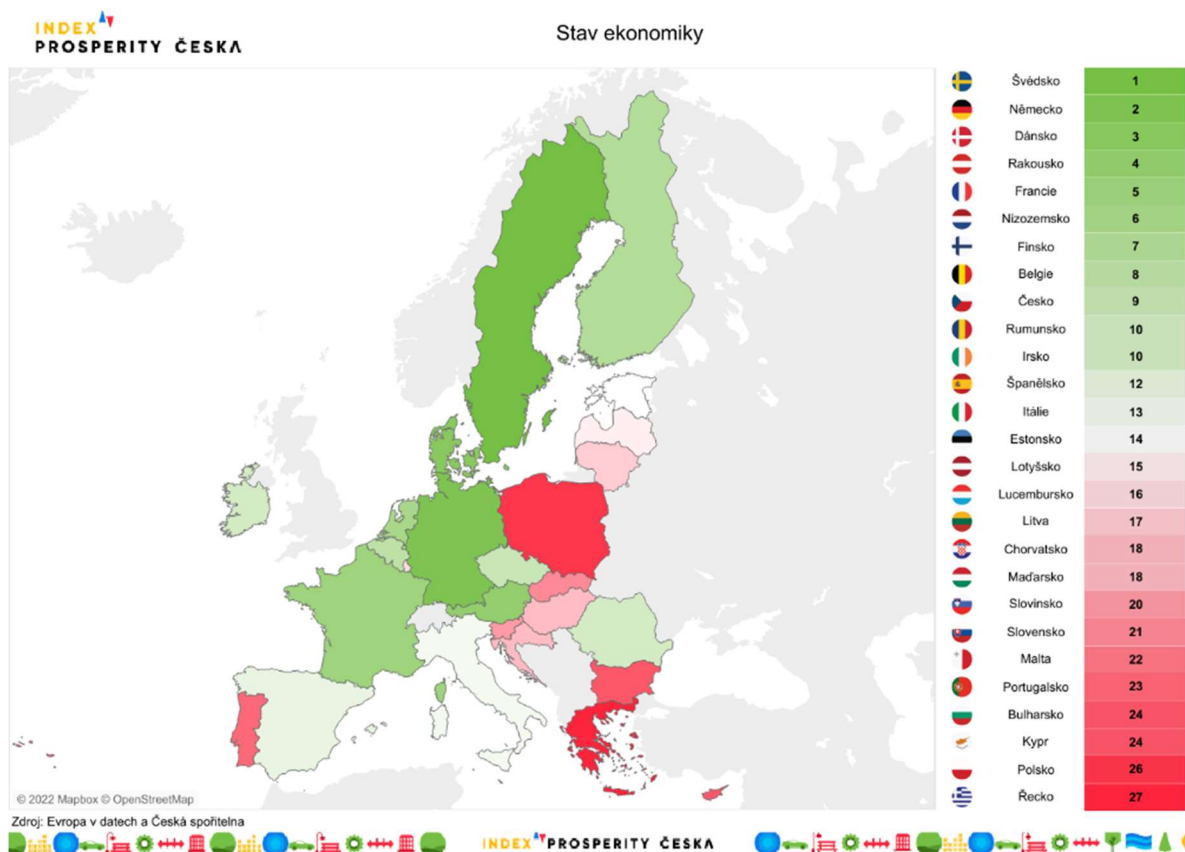 INDEX
PROSPERITY ČESKA
Stav ekonomiky
Švédsko 1
Německo 2
Dánsko 3
Rakousko 4
Francie 5
Nizozemsko 6
Finsko 7
Belgie 8
Česko 9
Rumunsko 10
Irsko 10
Španělsko 12
Itálie 13
Estonsko 14
Lotyšsko 15
Lucembursko 16
Litva 17
Chorvatsko 18
Maďarsko 18
Slovinsko 20
Slovensko 21
Malta 22
Portugalsko 23
Bulharsko 24
Kypr 24
Polsko 26
Řecko 27
© 2022 Mapbox © OpenStreetMap
Zdroj: Evropa v datech a Česká spořitelna
INDEX PROSPERITY ČESKA